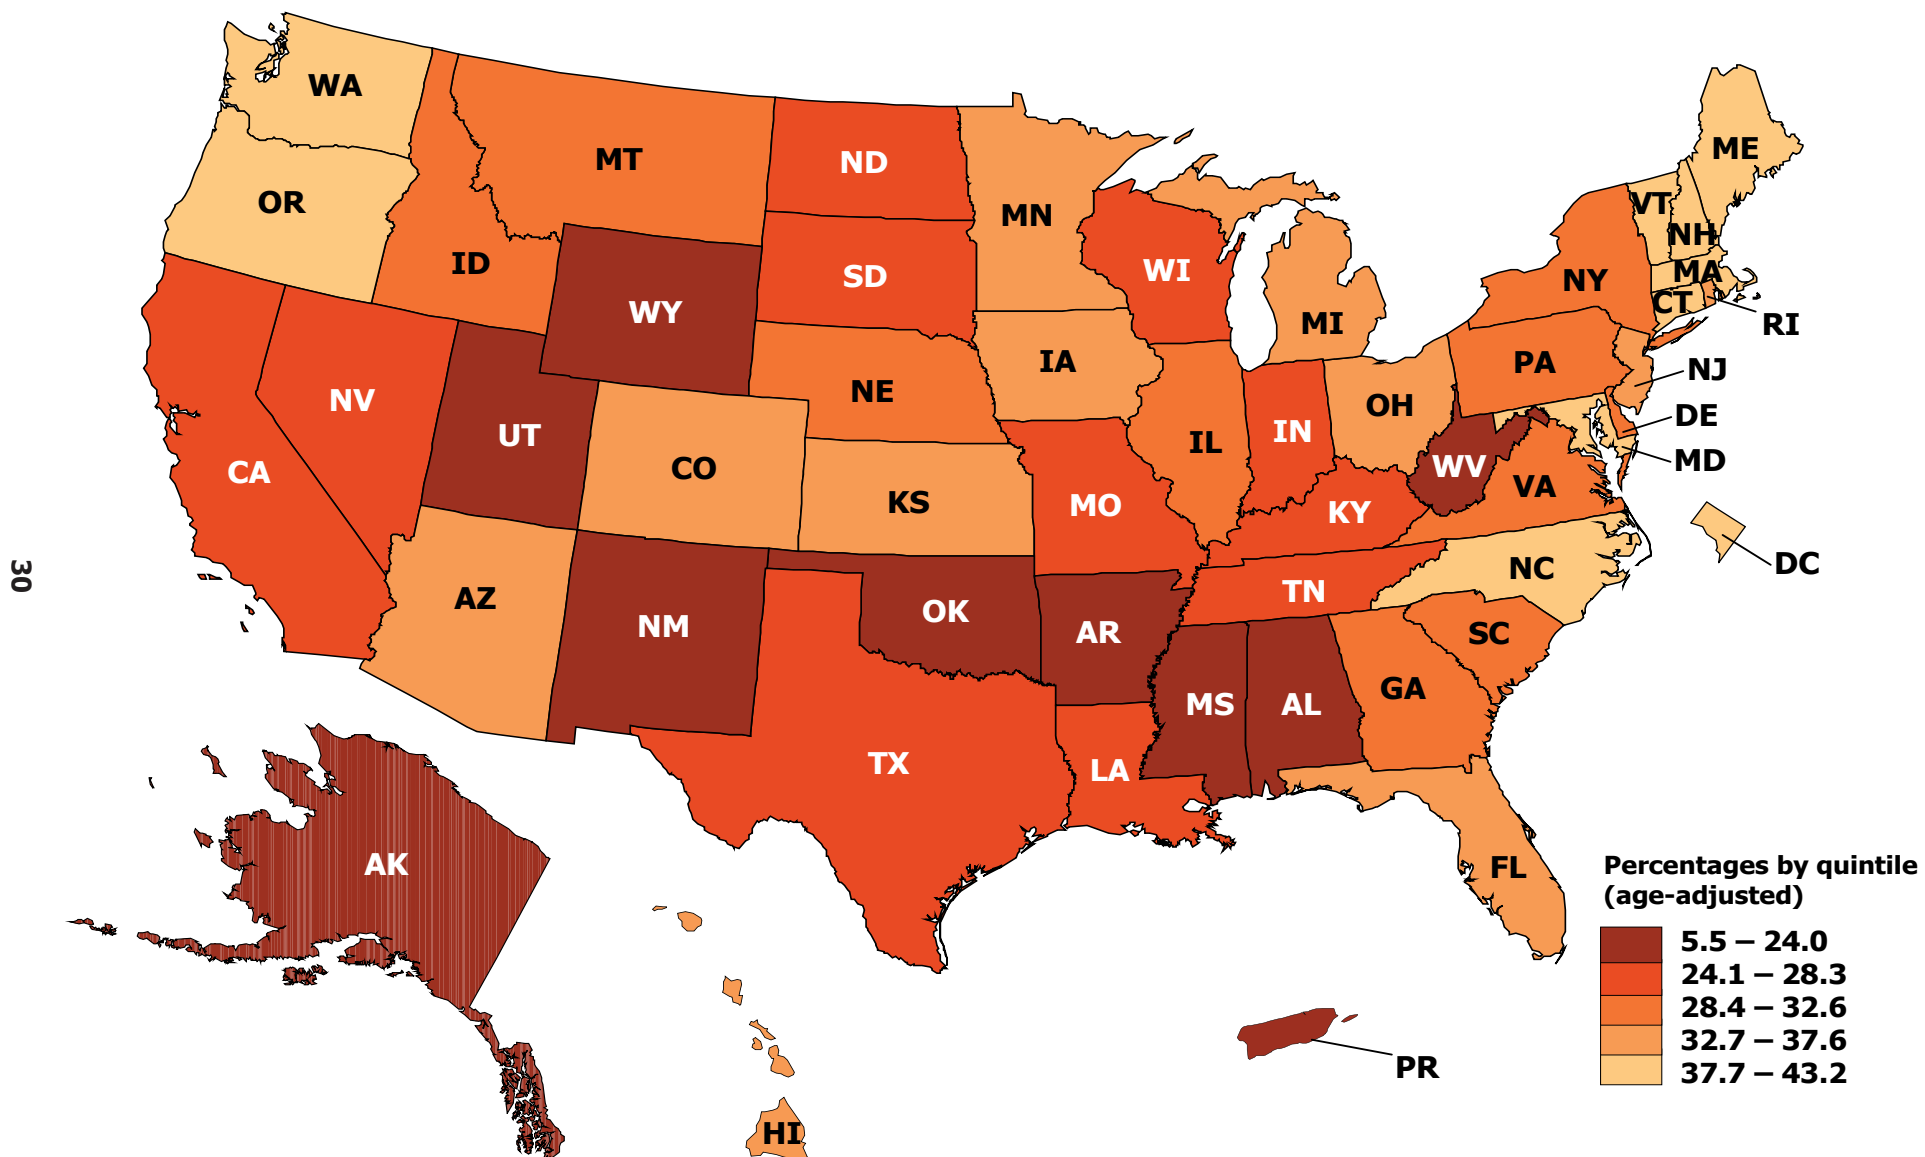 WA
MT
ND
ME
OR
MN
VT
NH
ID
SD
WI
NY
MA
CT
WY
MI
RI
IA
PA
NJ
NV
NE
OH
DE
UT
IL
IN
MD
CA
CO
WV
VA
KS
MO
KY
DC
30
AZ
NC
TN
NM
OK
AR
SC
MS
AL
GA
TX
LA
AK
FL
PR
HI
Percentages by quintile
(age-adjusted)
5.5 – 24.0
24.1 – 28.3
28.4 – 32.6
32.7 – 37.6
37.7 – 43.2